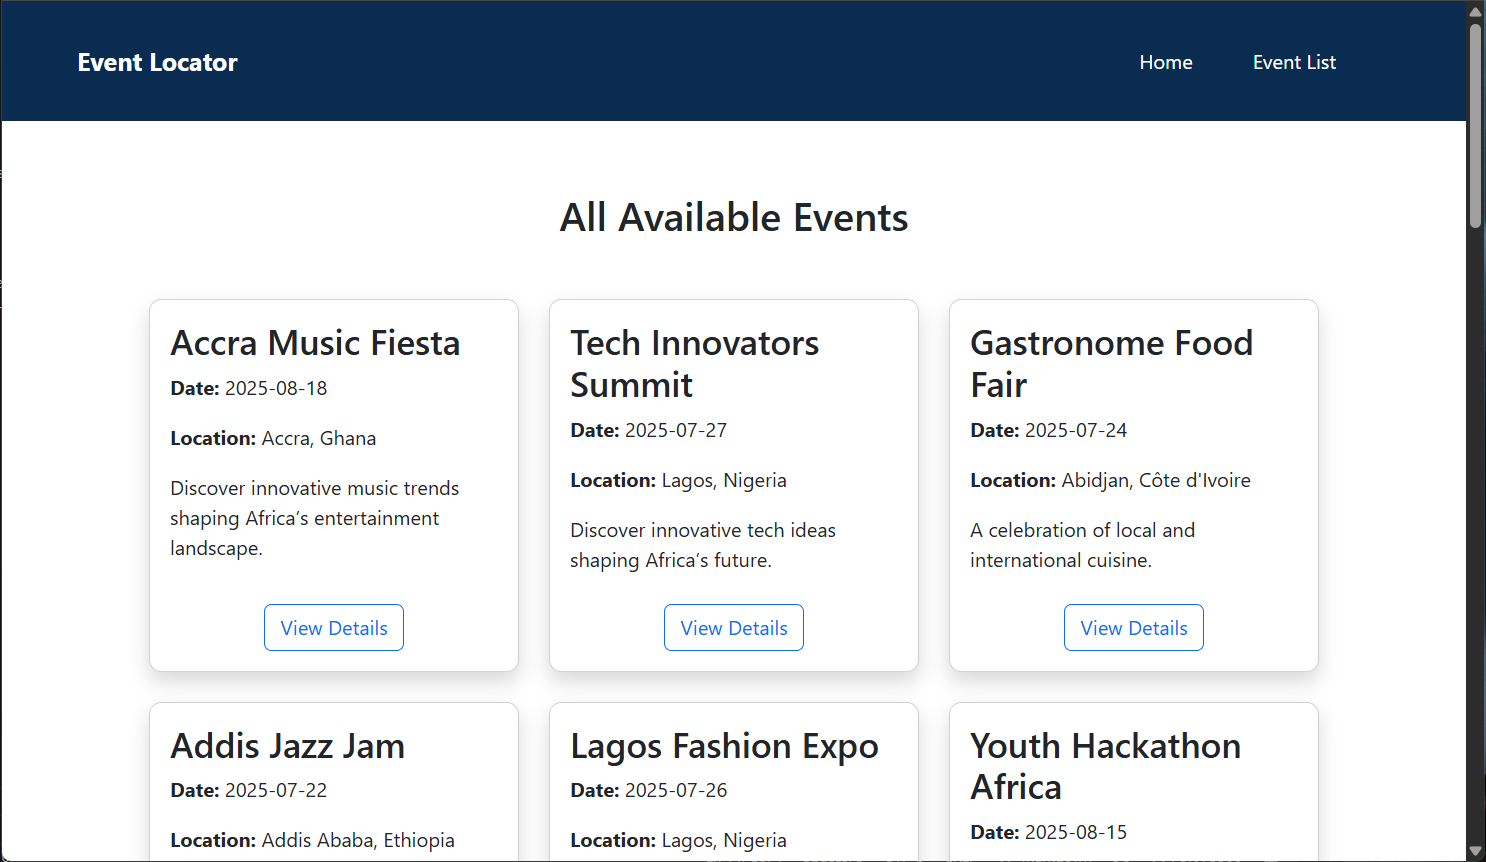 Event Locator
Home
Event List
All Available Events
Accra Music Fiesta
Date: 2025-08-18
Location: Accra, Ghana
Discover innovative music trends
shaping Africa’s entertainment
landscape.
View Details
Tech Innovators
Summit
Date: 2025-07-27
Location: Lagos, Nigeria
Discover innovative tech ideas
shaping Africa’s future.
View Details
Gastronome Food
Fair
Date: 2025-07-24
Location: Abidjan, Côte d'Ivoire
A celebration of local and
international cuisine.
View Details
Addis Jazz Jam
Date: 2025-07-22
Location: Addis Ababa, Ethiopia
Lagos Fashion Expo
Date: 2025-07-26
Location: Lagos, Nigeria
Youth Hackathon
Africa
Date: 2025-08-15